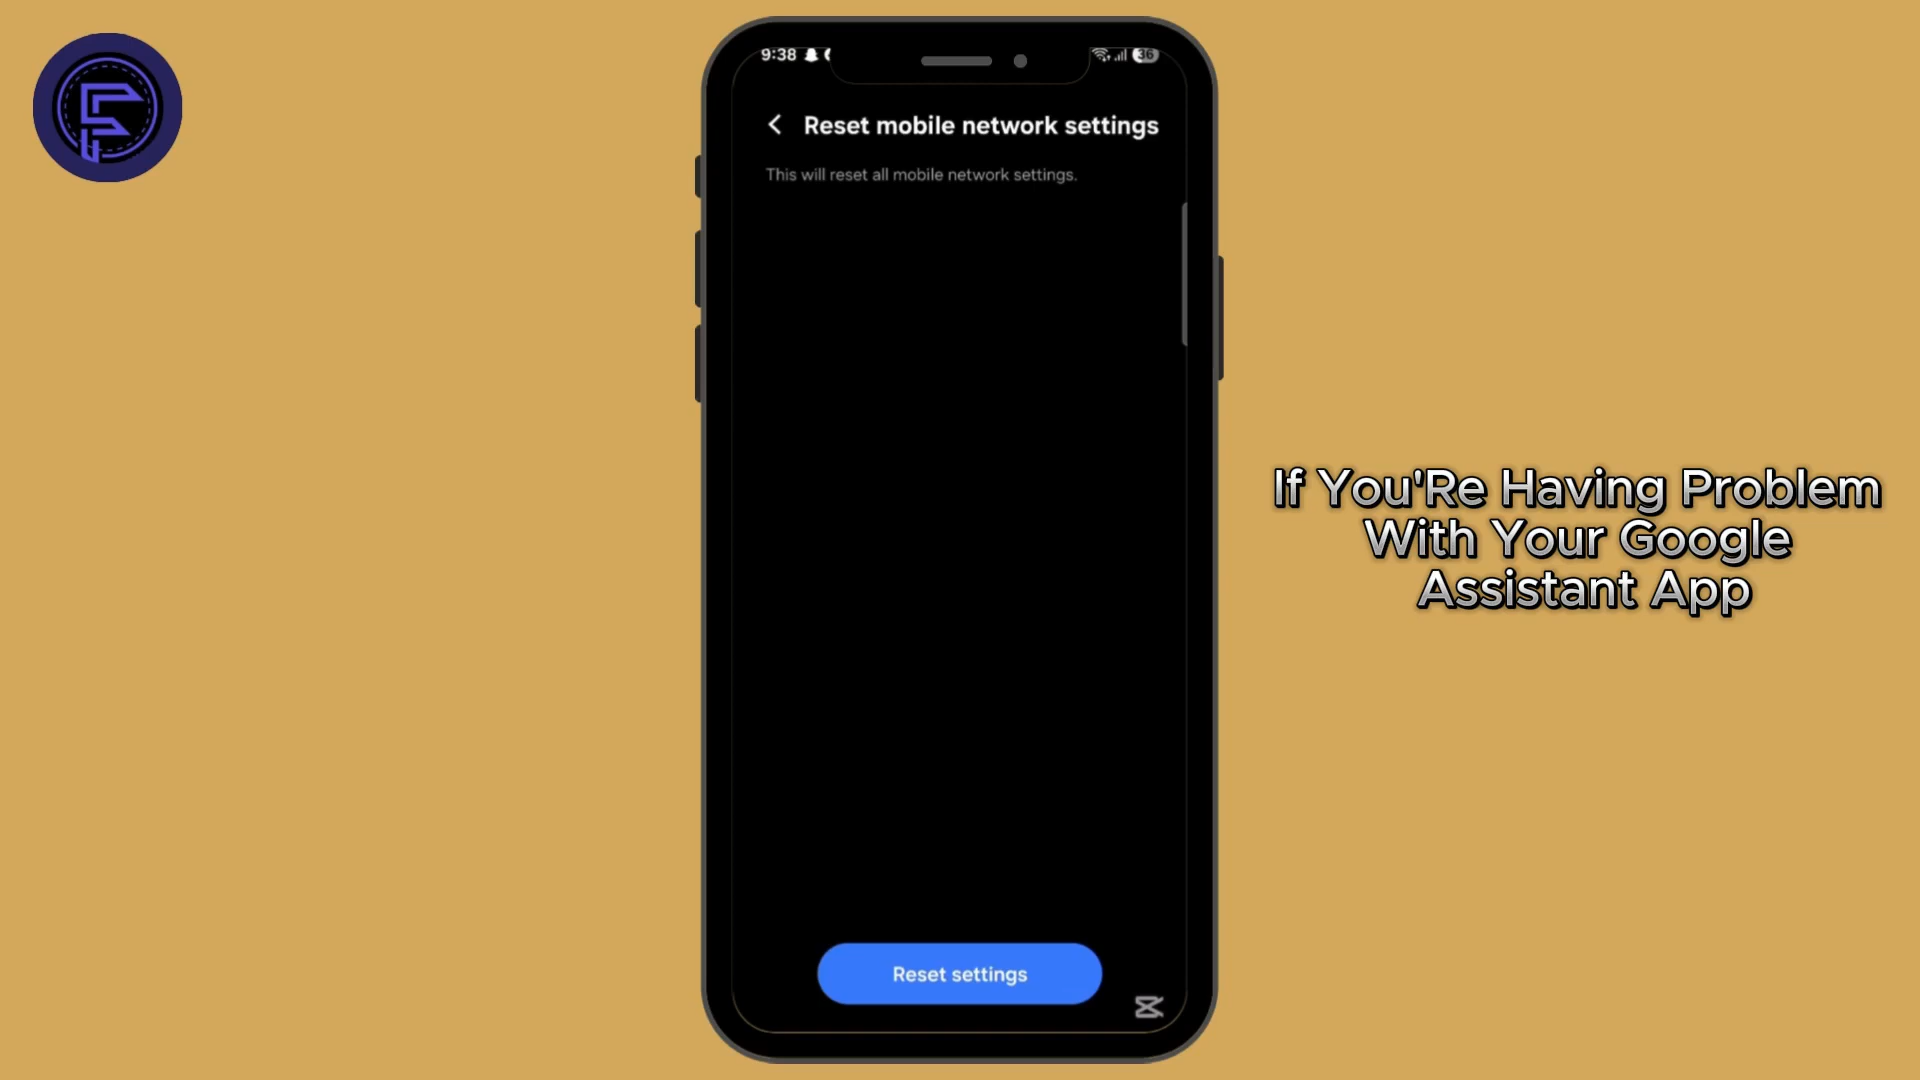 9:38
36
Reset mobile network settings
This will reset all mobile network settings.
If You'Re Having Problem
With Your Google
Assistant App
Reset settings